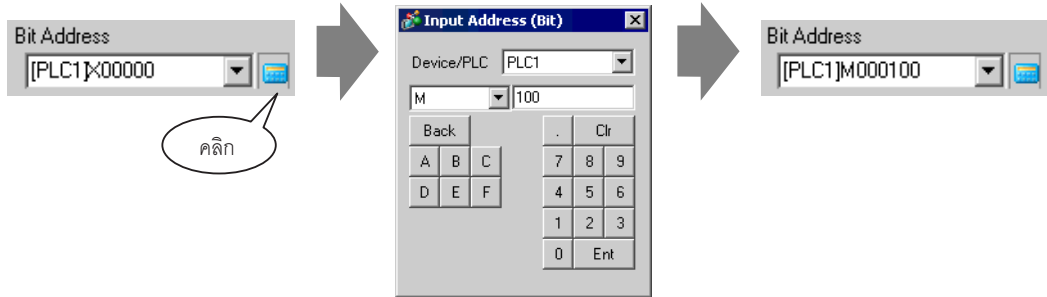 Bit Address
[PLC1]X00000
คลิก
Input Address (Bit)
Device/PLC PLC1
M 100
Back . Clr
A B C 7 8 9
D E F 4 5 6
1 2 3
0 Ent
Bit Address
[PLC1]M000100